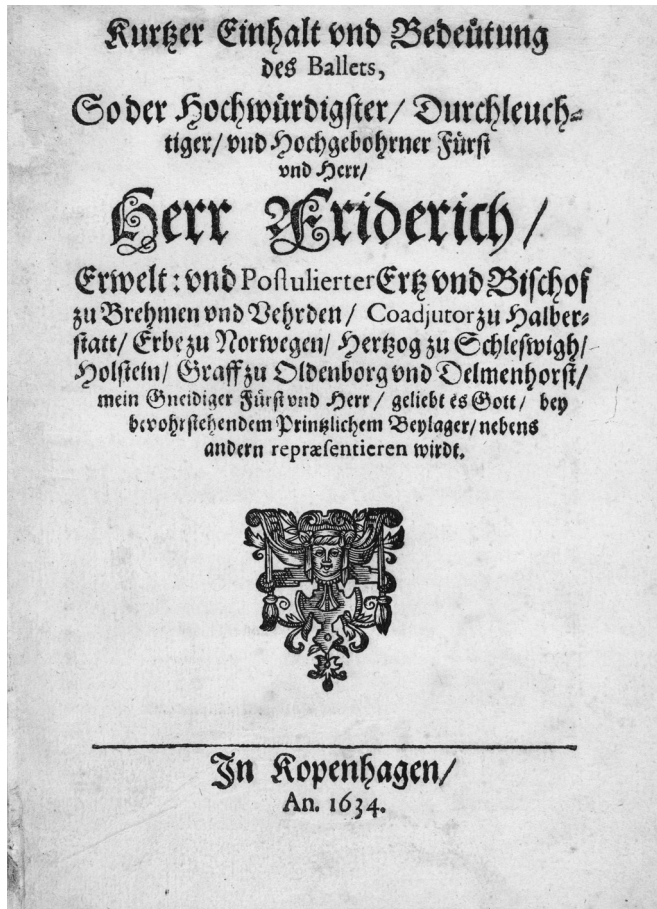 Kurtzer Einhalt vnd Bedeütung
des Ballets,
So der Hochwürdigster/ Durchleuch-
tiger/ vnd Hochgebohrner Fürst
vnd Herr/
Herr Friderich/
Erwelt: vnd Postulierter Ertz vnd Bischof
zu Brehmen vnd Vehrden/ Coadjutor zu Halber-
statt/ Erbe zu Norwegen/ Hertzog zu Schleswigh/
Holstein/ Graff zu Oldenborg vnd Delmenhorst/
mein Gneidiger Fürst vnd Herr/ geliebt es Gott/ bey
bevohrstehendem Printzlichem Beylager/ nebens
andern repræsentieren wirdt.
In Kopenhagen/
An. 1634.